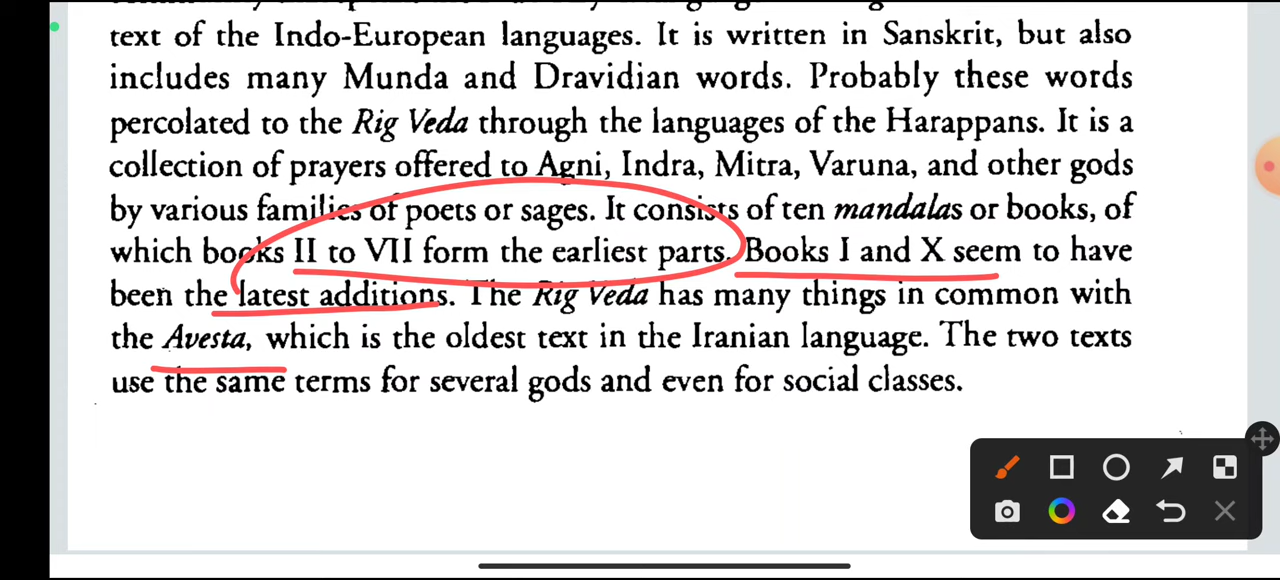 text of the Indo-European languages. It is written in Sanskrit, but also
includes many Munda and Dravidian words. Probably these words
percolated to the Rig Veda through the languages of the Harappans. It is a
collection of prayers offered to Agni, Indra, Mitra, Varuna, and other gods
by various families of poets or sages. It consists of ten mandalas or books, of
which books II to VII form the earliest parts. Books I and X seem to have
been the latest additions. The Rig Veda has many things in common with
the Avesta, which is the oldest text in the Iranian language. The two texts
use the same terms for several gods and even for social classes.